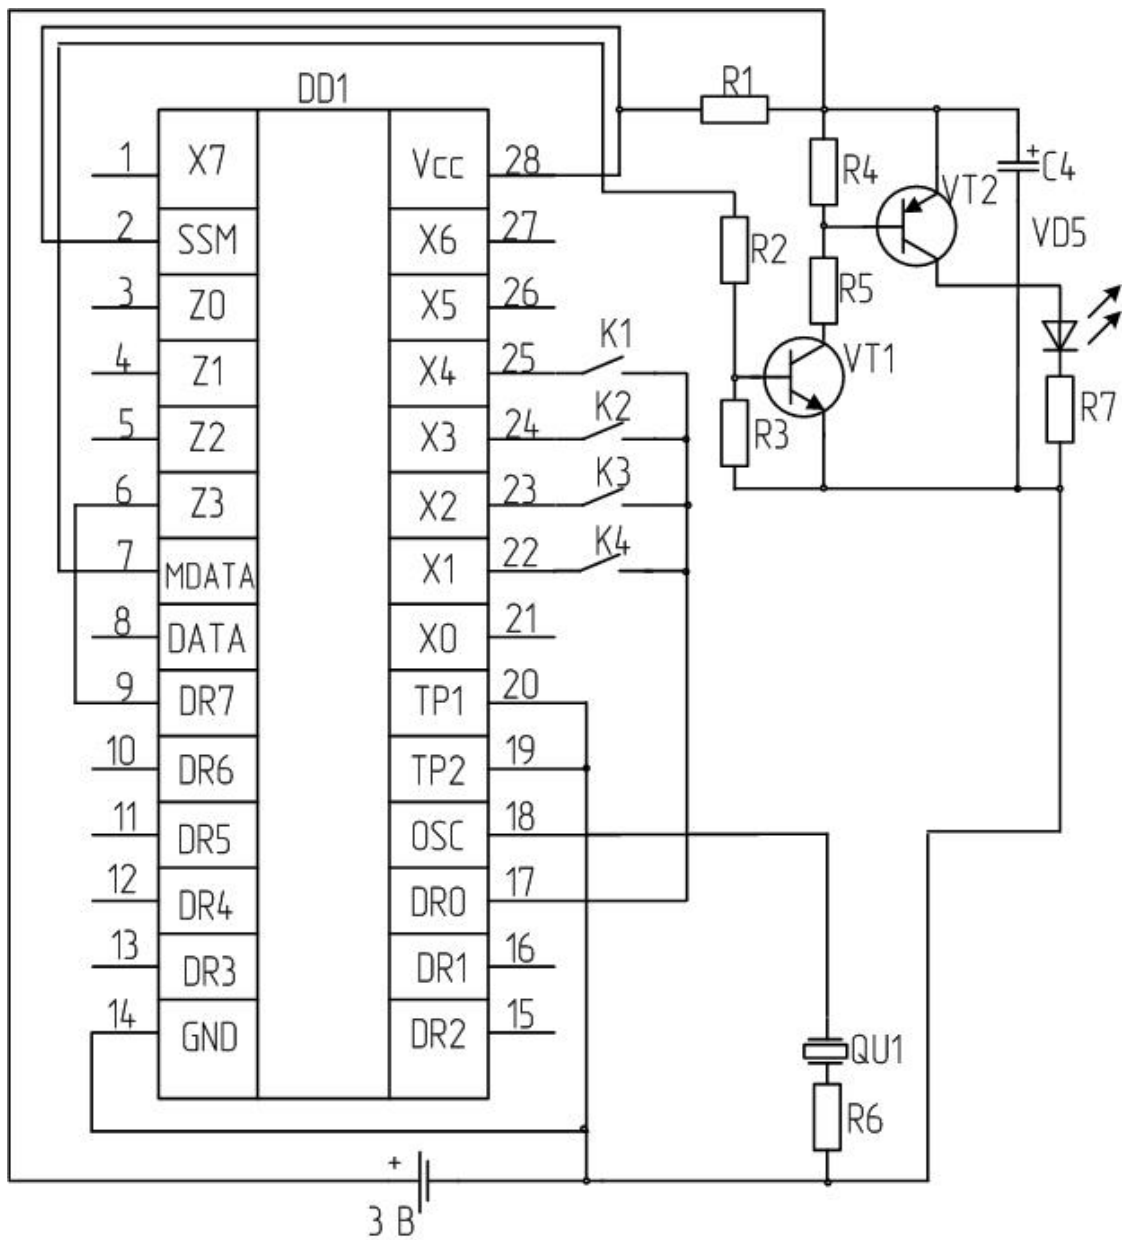 DD1
R1
1 X7 Vcc 28
R4
VT2
+
C4
2 SSM X6 27
R2
VD5
3 Z0 X5 26
R5
4 Z1 X4 25
K1
VT1
R7
5 Z2 X3 24
K2
R3
6 Z3 X2 23
K3
7 MDATA X1 22
K4
8 DATA X0 21
9 DR7 TP1 20
10 DR6 TP2 19
11 DR5 OSC 18
12 DR4 DR0 17
13 DR3 DR1 16
14 GND DR2 15
QU1
R6
+
3 В